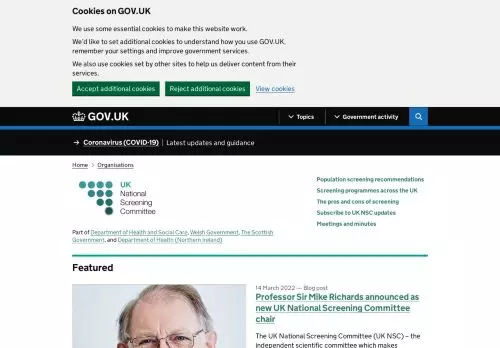 Cookies on GOV.UK
We use some essential cookies to make this website work.
We'd like to set additional cookies to understand how you use GOV.UK,
remember your settings and improve government services.
We also use cookies set by other sites to help us deliver content from their
services.
Accept additional cookies Reject additional cookies View cookies
GOV.UK Topics Government activity
→ Coronavirus (COVID-19) Latest updates and guidance
Home > Organisations
UK
National
Screening
Committee
Population screening recommendations
Screening programmes across the UK
The pros and cons of screening
Subscribe to UK NSC updates
Meetings and minutes
Part of Department of Health and Social Care, Welsh Government, The Scottish
Government, and Department of Health (Northern Ireland)
Featured
14 March 2022 — Blog post
Professor Sir Mike Richards announced as
new UK National Screening Committee
chair
The UK National Screening Committee (UK NSC) – the
independent scientific committee which makes